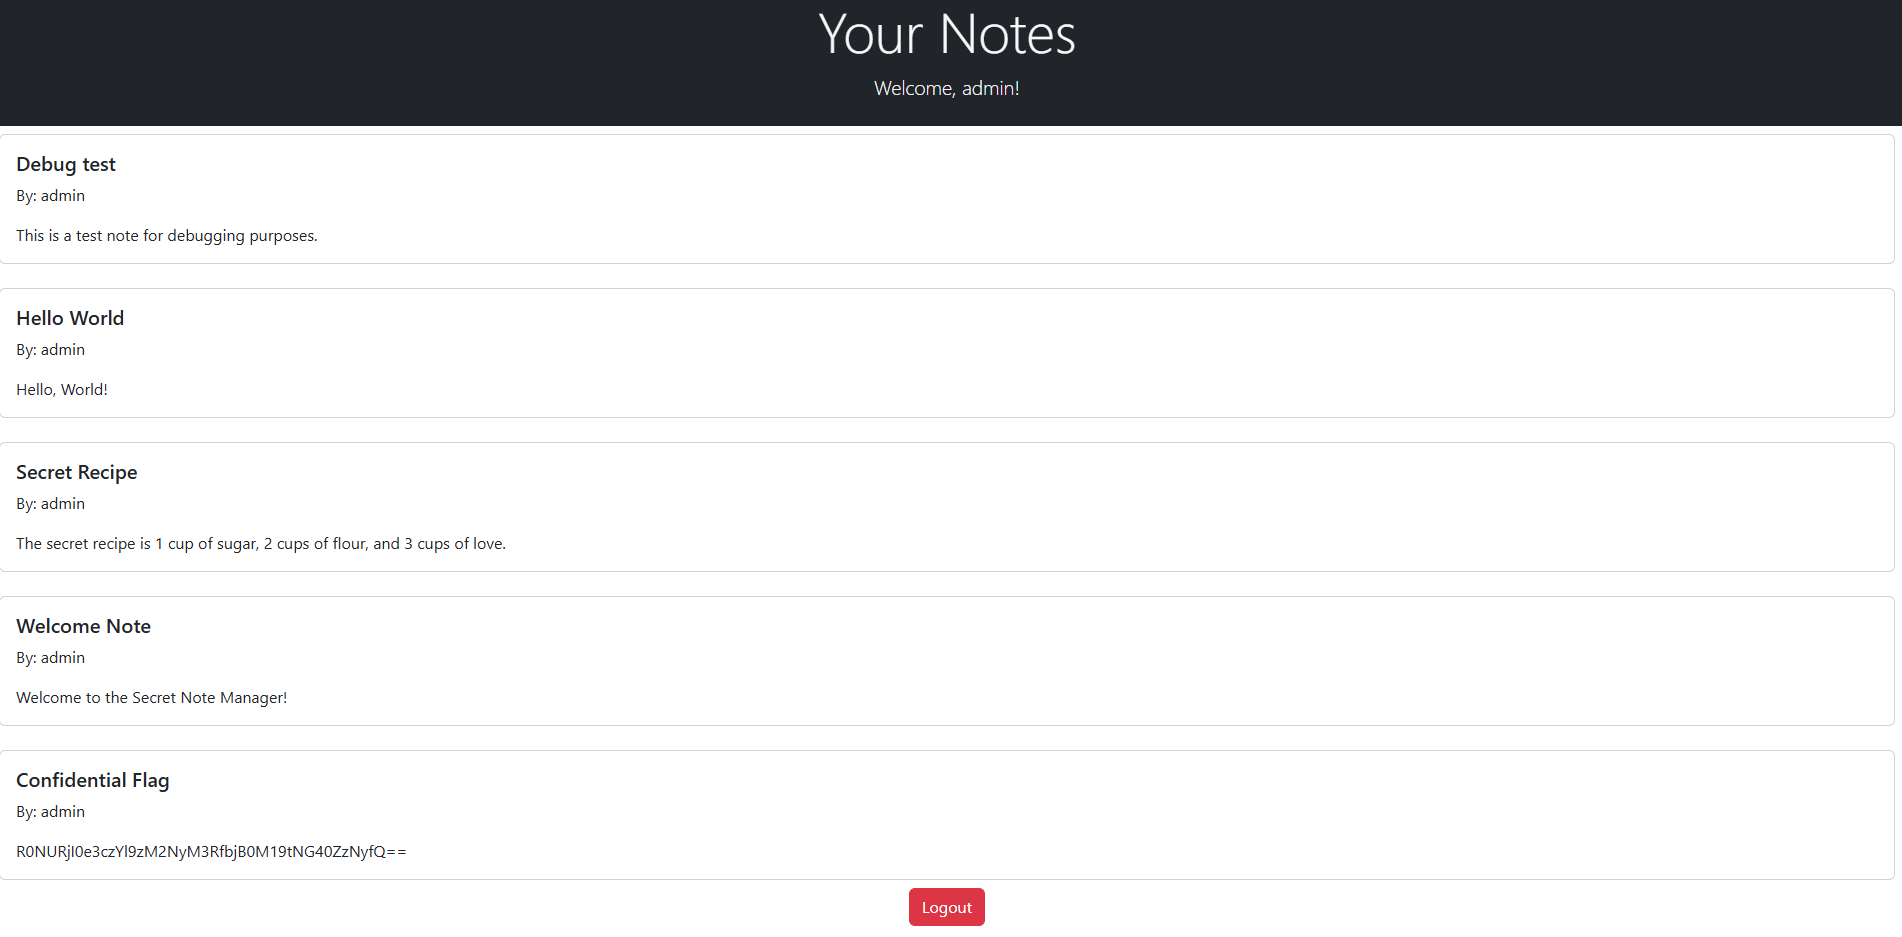 Your Notes
Welcome, admin!
Debug test
By: admin
This is a test note for debugging purposes.
Hello World
By: admin
Hello, World!
Secret Recipe
By: admin
The secret recipe is 1 cup of sugar, 2 cups of flour, and 3 cups of love.
Welcome Note
By: admin
Welcome to the Secret Note Manager!
Confidential Flag
By: admin
R0NURjI0e3czYl9zM2NyM3RfbjB0M19tNG40ZzNyfQ==
Logout